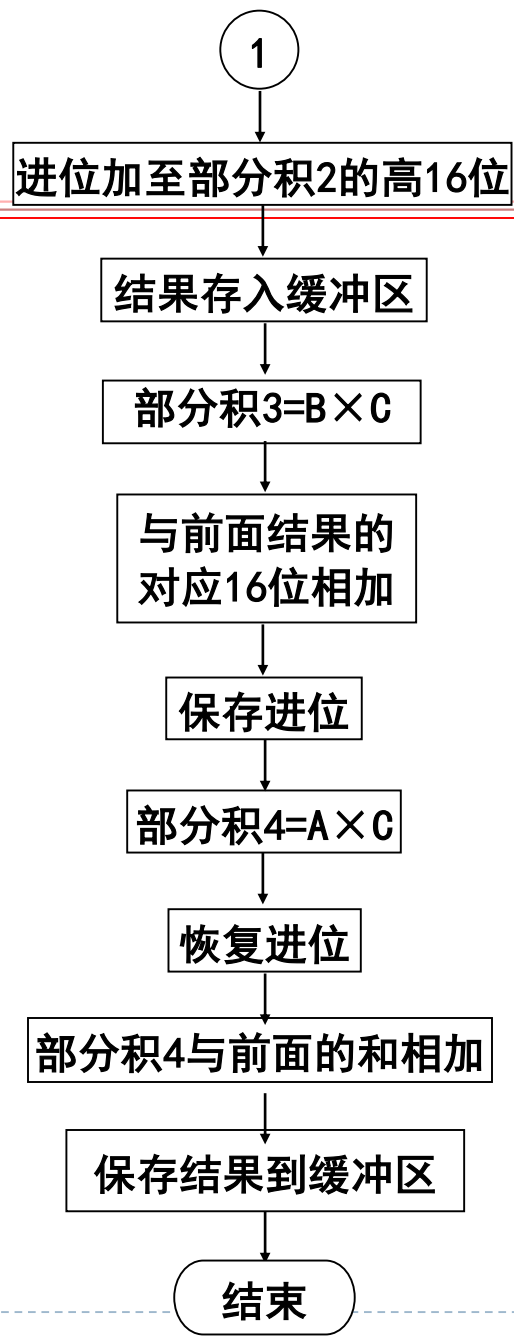 1
进位加至部分积2的高16位
结果存入缓冲区
部分积3=B×C
与前面结果的
对应16位相加
保存进位
部分积4=A×C
恢复进位
部分积4与前面的和相加
保存结果到缓冲区
结束